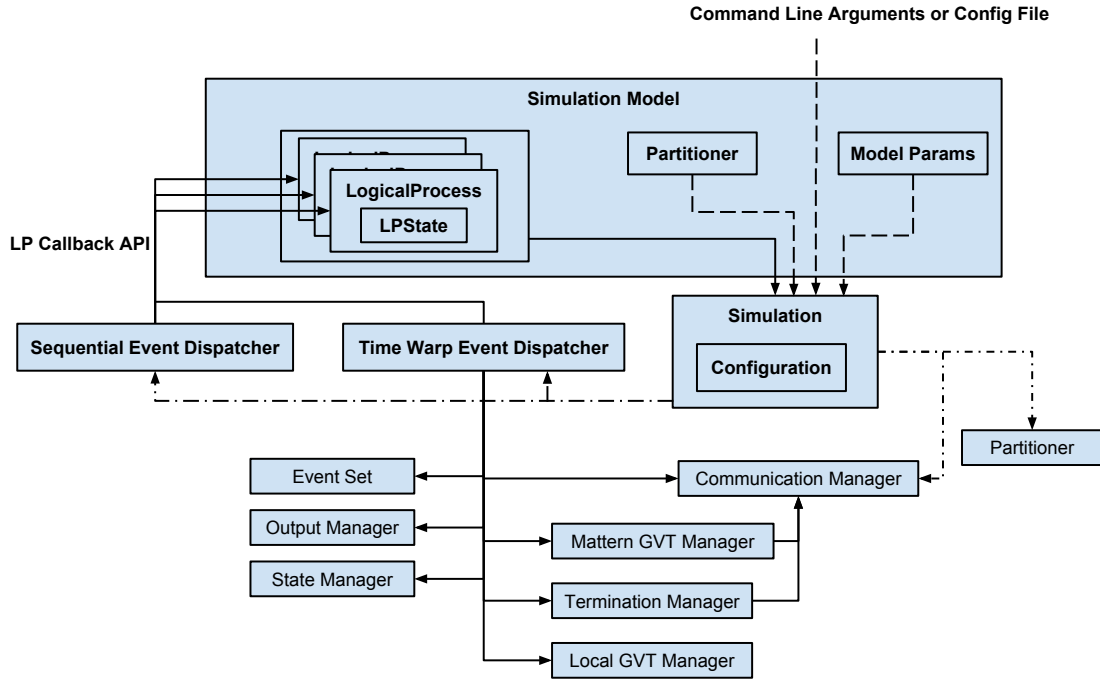 Command Line Arguments or Config File
Simulation Model
Partitioner
Model Params
LogicalProcess
LPState
LP Callback API
Simulation
Sequential Event Dispatcher
Time Warp Event Dispatcher
Configuration
Partitioner
Event Set
Communication Manager
Output Manager
Mattern GVT Manager
State Manager
Termination Manager
Local GVT Manager